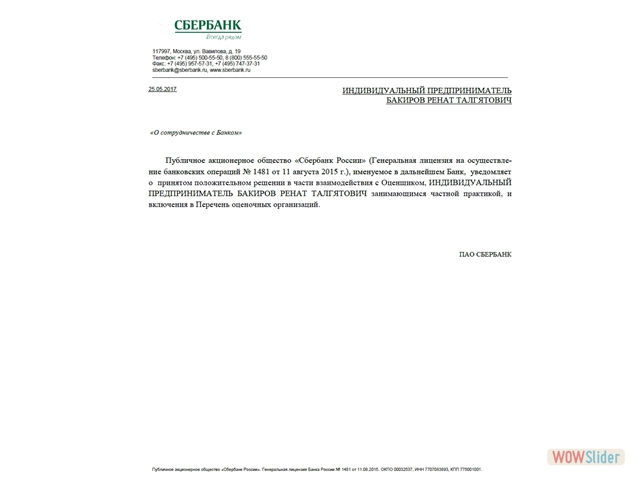 СБЕРБАНК
Всегда рядом
117997, Москва, ул. Вавилова, д. 19
Телефон: +7 (495) 500-55-50, 8 (800) 555-55-50
Факс: +7 (495) 957-57-31, +7 (495) 747-37-31
sberbank@sberbank.ru, www.sberbank.ru
25.05.2017
ИНДИВИДУАЛЬНЫЙ ПРЕДПРИНИМАТЕЛЬ
БАКИРОВ РЕНАТ ТАЛГЯТОВИЧ
«О сотрудничестве с Банком»
Публичное акционерное общество «Сбербанк России» (Генеральная лицензия на осуществле-
ние банковских операций № 1481 от 11 августа 2015 г.), именуемое в дальнейшем Банк, уведомляет
о принятом положительном решении в части взаимодействия с Оценщиком, ИНДИВИДУАЛЬНЫЙ
ПРЕДПРИНИМАТЕЛЬ БАКИРОВ РЕНАТ ТАЛГЯТОВИЧ занимающимся частной практикой, и
включения в Перечень оценочных организаций.
ПАО СБЕРБАНК
Публичное акционерное общество «Сбербанк России». Генеральная лицензия Банка России № 1481 от 11.08.2015. ОКПО 00032537, ИНН 7707083893, КПП 775001001.
WOWSlider